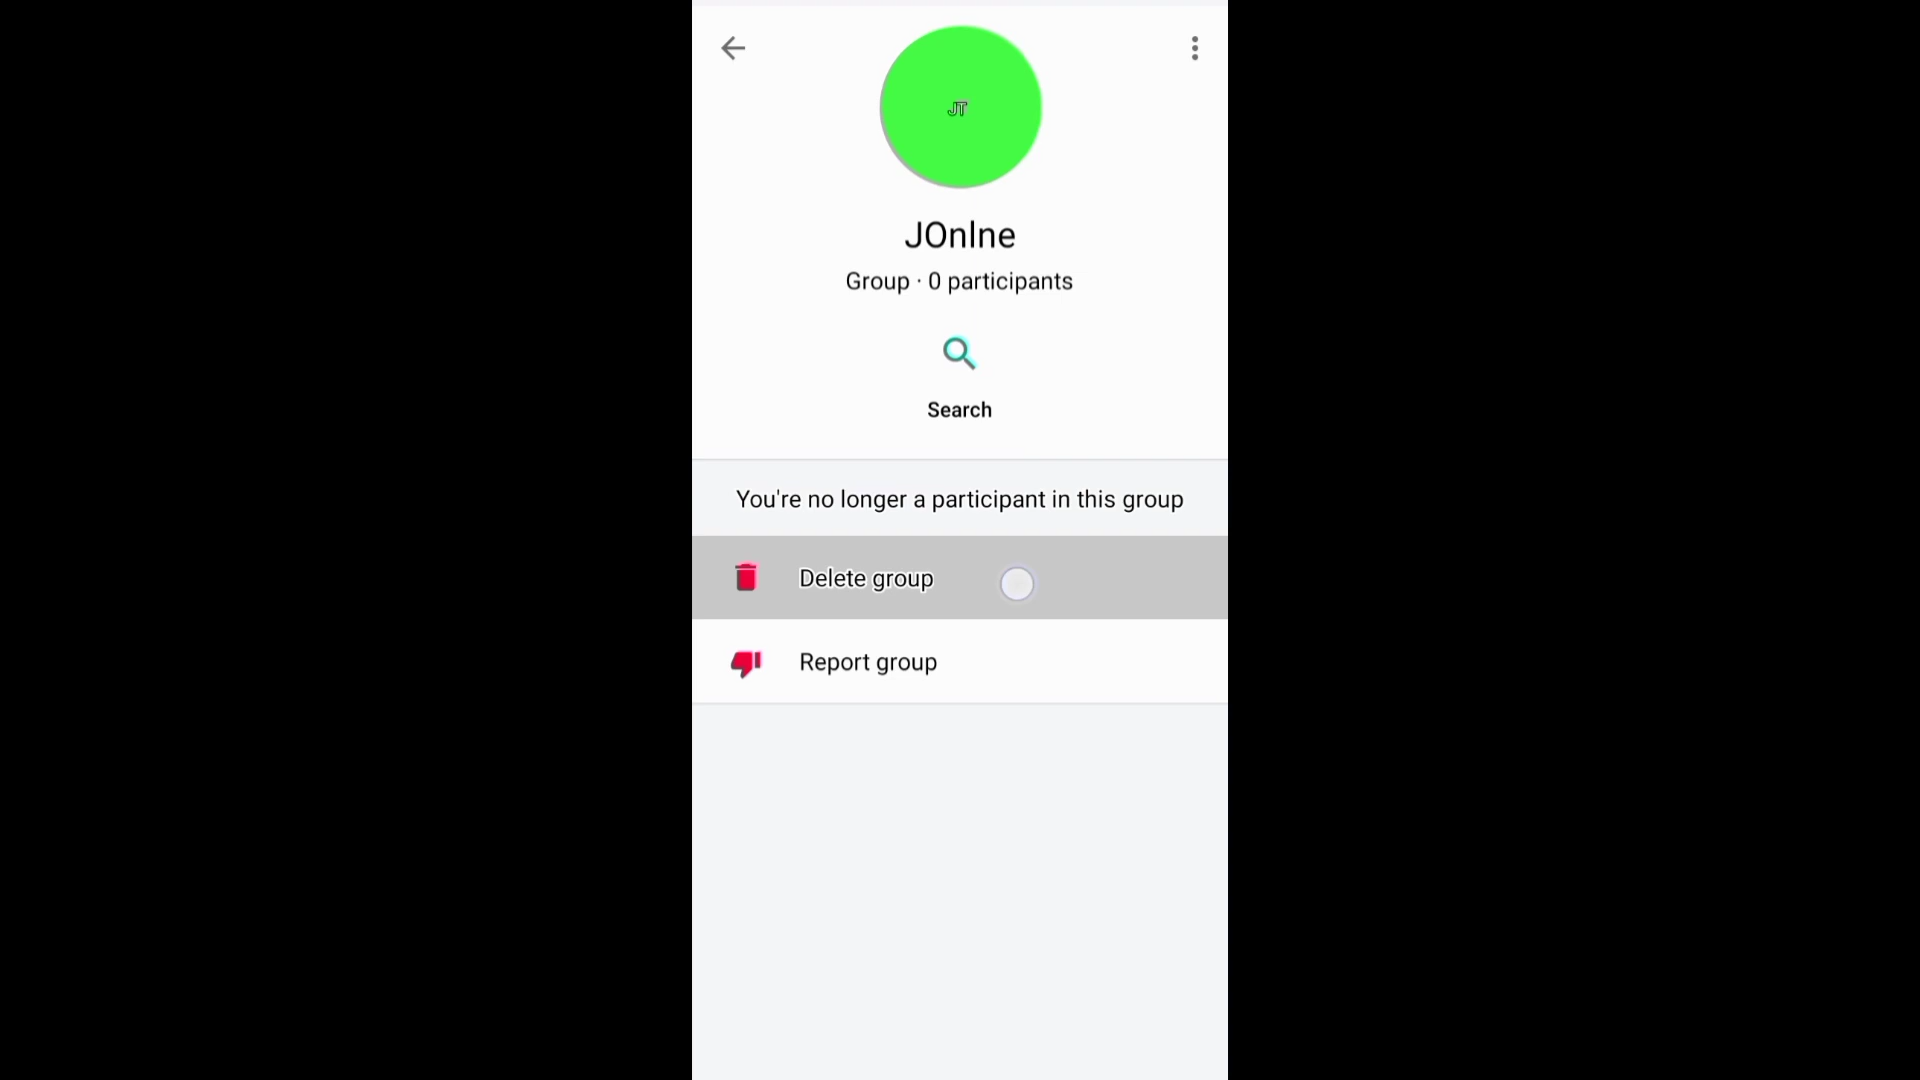 JT
JOnlne
Group · 0 participants
Search
You're no longer a participant in this group
Delete group
Report group